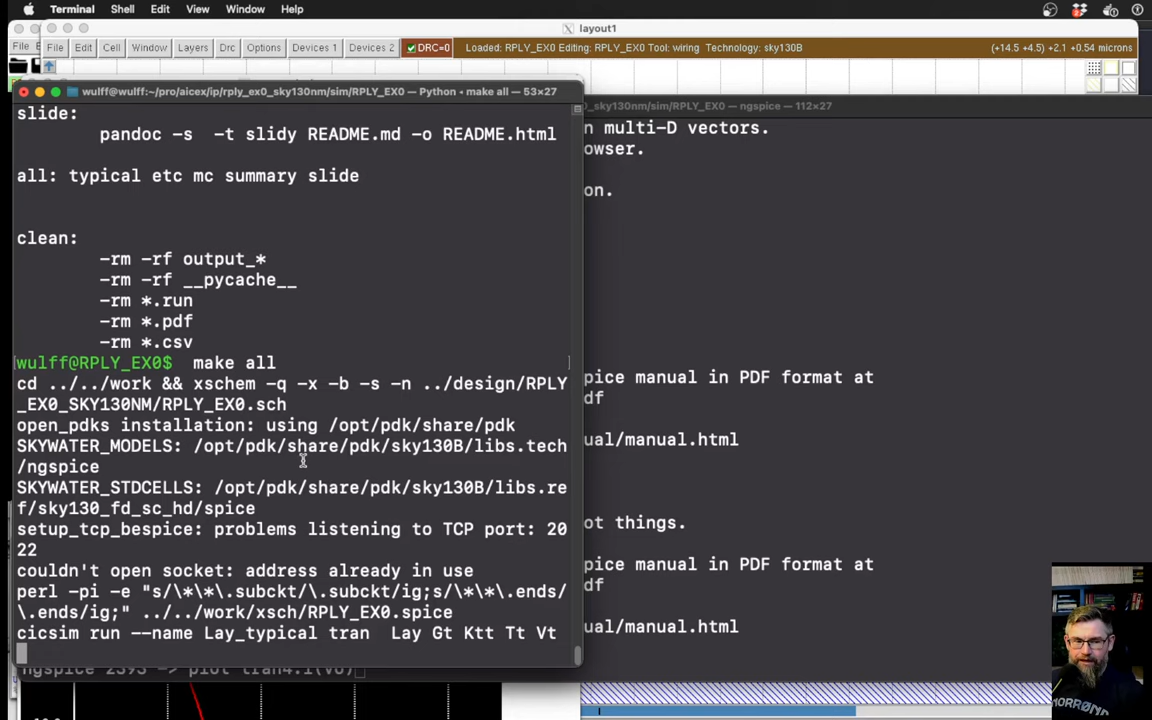 Terminal Shell Edit View Window Help
layout1
File
File Edit Cell Window Layers Drc Options Devices 1 Devices 2 DRC=0 Loaded: RPLY_EX0 Editing: RPLY_EX0 Tool: wiring Technology: sky130B (+14.5 +4.5) +2.1 +0.54 microns
wulff@wulff:~/pro/aicex/ip/rply_ex0_sky130nm/sim/RPLY_EX0 — Python • make all — 53×27
slide:
pandoc -s -t slidy README.md -o README.html
all: typical etc mc summary slide
clean:
-rm -rf output_*
-rm -rf __pycache__
-rm *.run
-rm *.pdf
-rm *.csv
wulff@RPLY_EX0$ make all
cd ../../work && xschem -q -x -b -s -n ../design/RPLY
_EX0_SKY130NM/RPLY_EX0.sch
open_pdks installation: using /opt/pdk/share/pdk
SKYWATER_MODELS: /opt/pdk/share/pdk/sky130B/libs.tech
/ngspice
SKYWATER_STDCELLS: /opt/pdk/share/pdk/sky130B/libs.re
f/sky130_fd_sc_hd/spice
setup_tcp_bespice: problems listening to TCP port: 20
22
couldn't open socket: address already in use
perl -pi -e "s/\*\*\.subckt/\.subckt/ig;s/\*\*\.ends/
\.ends/ig;" ../../work/xsch/RPLY_EX0.spice
cicsim run --name Lay_typical tran Lay Gt Ktt Tt Vt
_sky130nm/sim/RPLY_EX0 — ngspice — 112×27
n multi-D vectors.
owser.
on.
pice manual in PDF format at
df
ual/manual.html
ot things.
pice manual in PDF format at
df
ual/manual.html
ngspice 2393 -> plot tran4.i(v0)